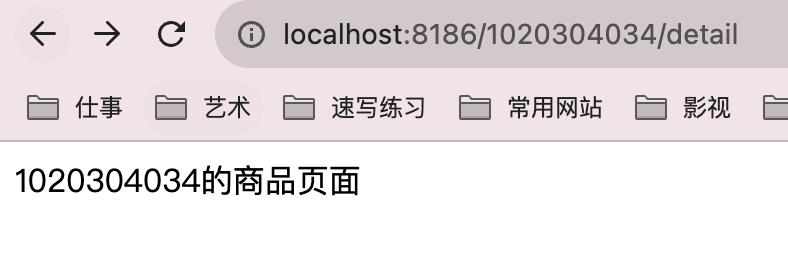 localhost:8186/1020304034/detail
仕事 艺术 速写练习 常用网站 影视
1020304034的商品页面